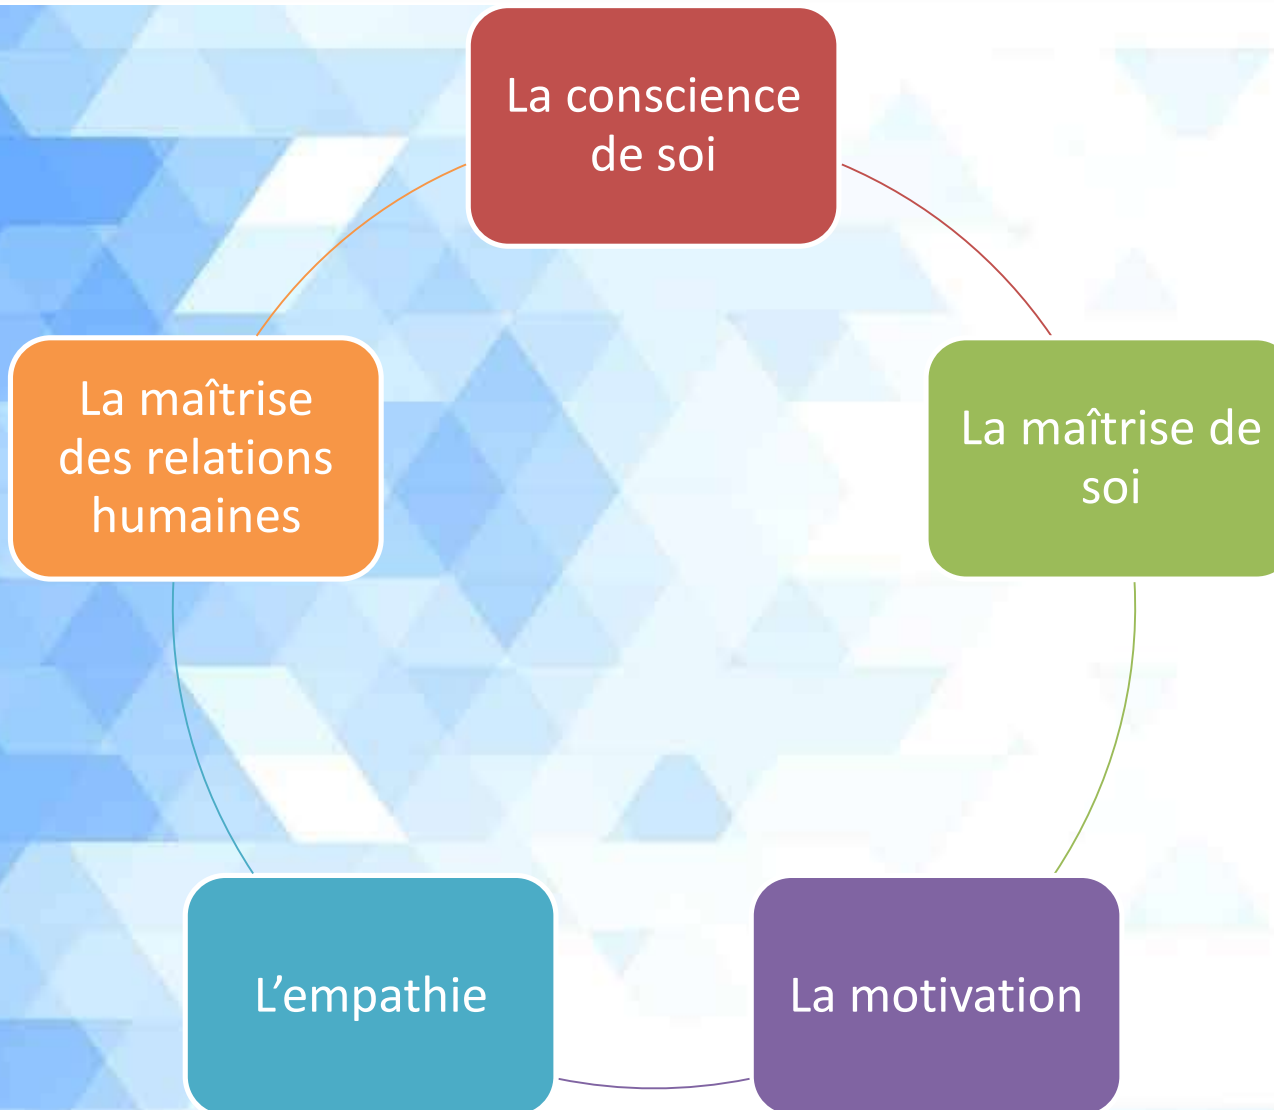 La conscience
de soi
La maîtrise de
soi
La motivation
L’empathie
La maîtrise
des relations
humaines